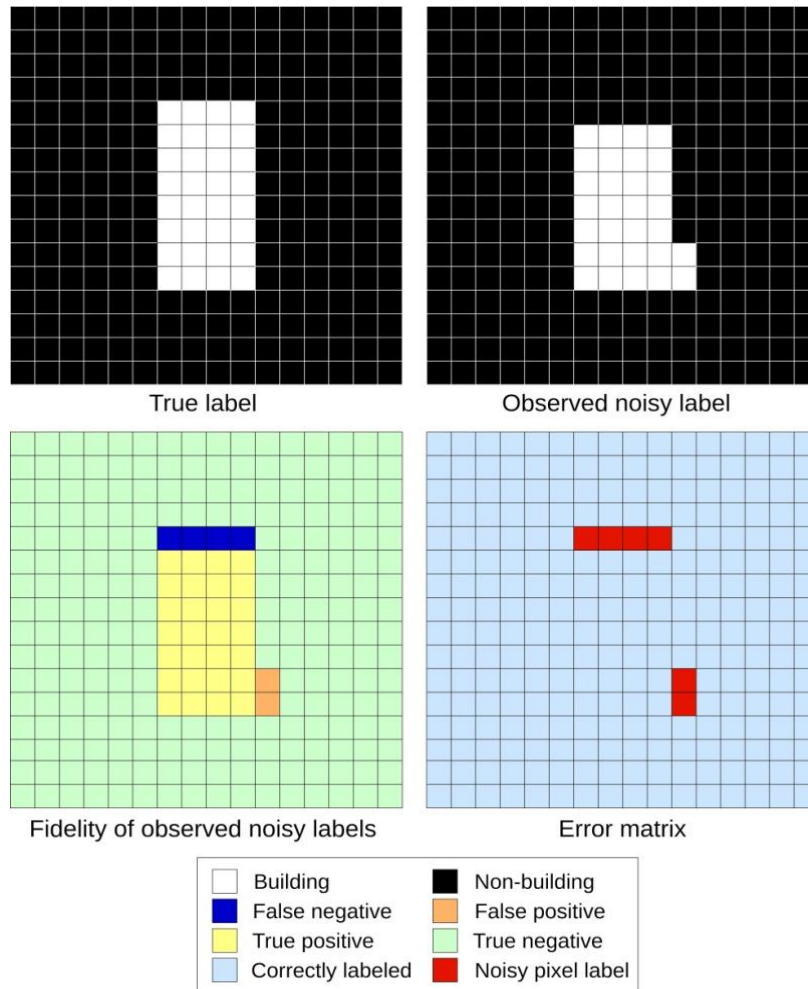 True label
Observed noisy label
Fidelity of observed noisy labels
Error matrix
Building
Non-building
False negative
False positive
True positive
True negative
Correctly labeled
Noisy pixel label